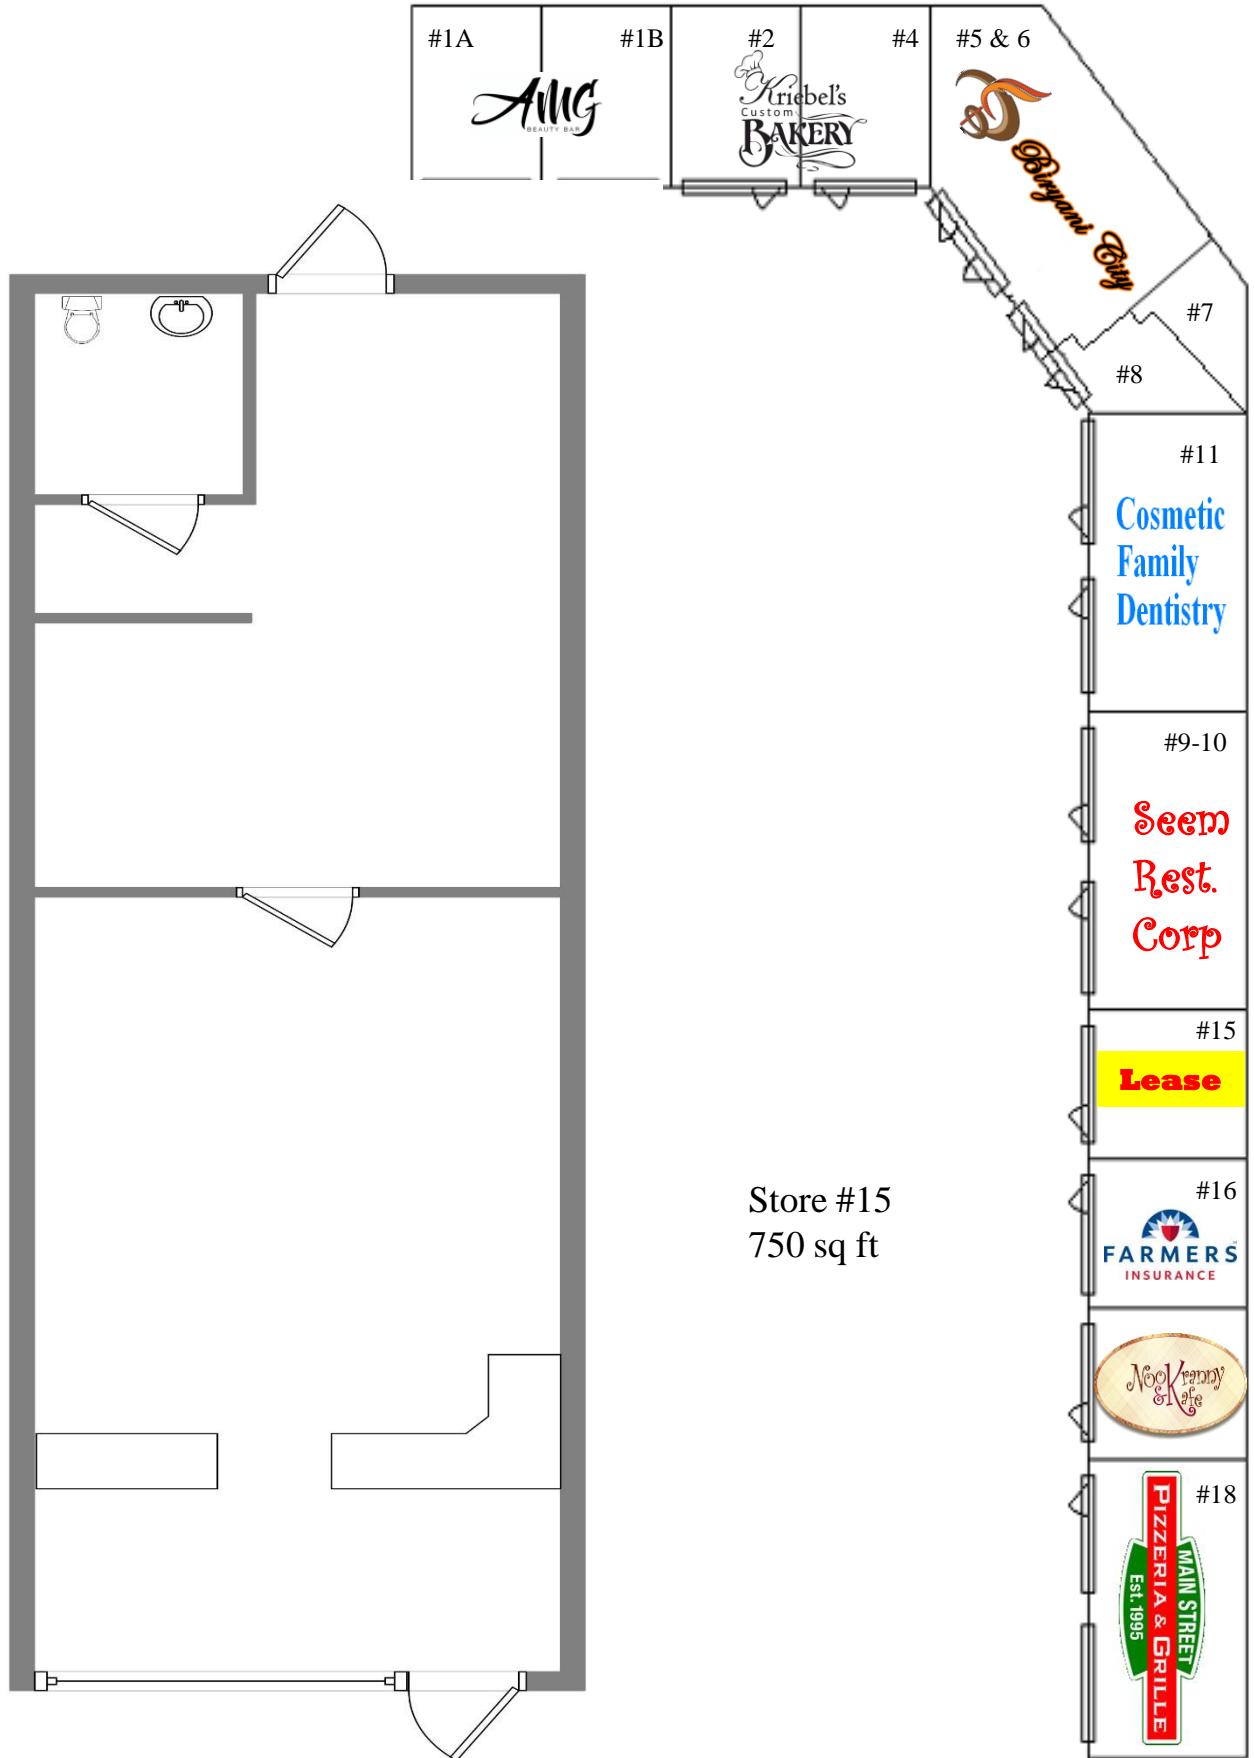 #1A
#1B
#2
#4
#5 & 6
AMG
BEAUTY BAR
Kriebel's
Custom
BAKERY
Biryani City
#7
#8
#11
Cosmetic
Family
Dentistry
#9-10
Seem
Rest.
Corp
#15
Lease
Store #15
750 sq ft
#16
FARMERS
INSURANCE
Nook & Kranny Kafe
#18
MAIN STREET
PIZZERIA & GRILLE
Est. 1995